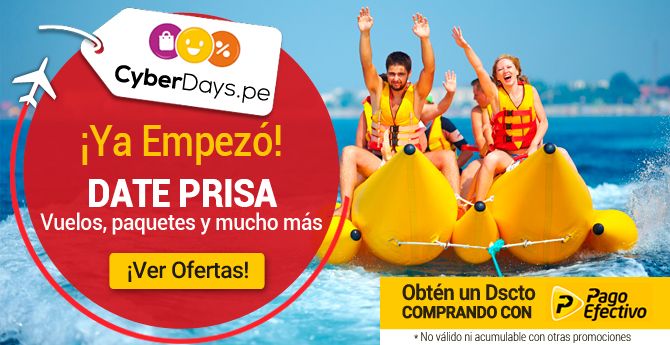 CyberDays.pe
¡Ya Empezó!
DATE PRISA
Vuelos, paquetes y mucho más
¡Ver Ofertas!
Obtén un Dscto
COMPRANDO CON
Pago
Efectivo
* No válido ni acumulable con otras promociones